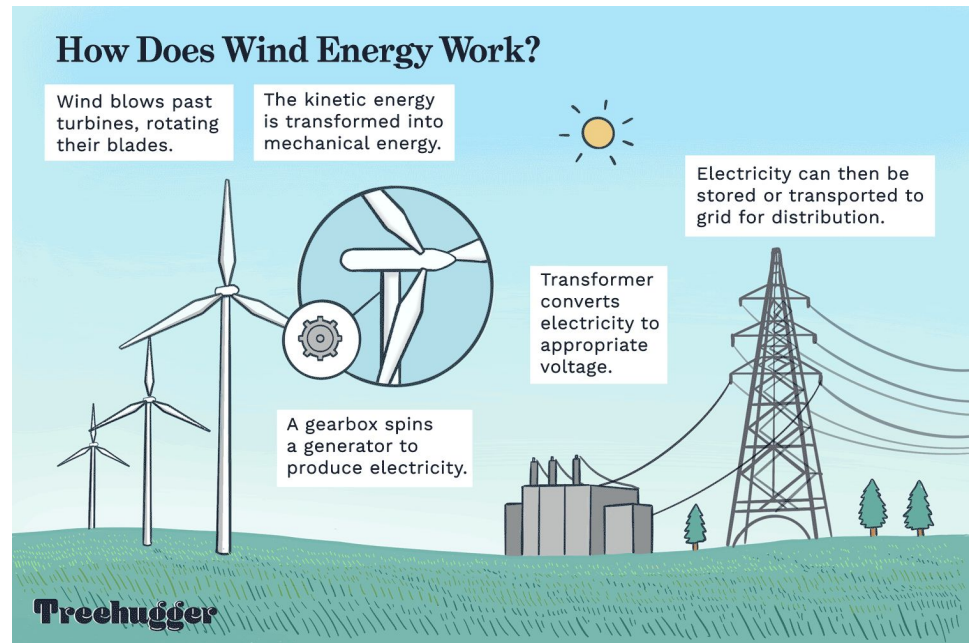 How Does Wind Energy Work?
Wind blows past
turbines, rotating
their blades.
The kinetic energy
is transformed into
mechanical energy.
Electricity can then be
stored or transported to
grid for distribution.
Transformer
converts
electricity to
appropriate
voltage.
A gearbox spins
a generator to
produce electricity.
Treehugger